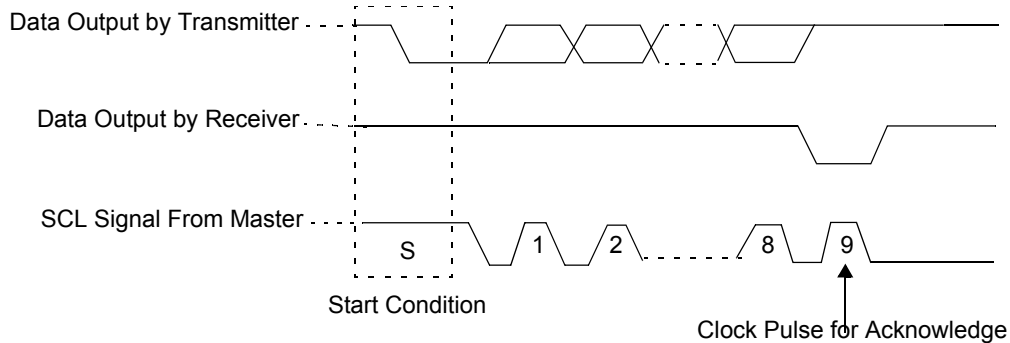 Data Output by Transmitter
Data Output by Receiver
SCL Signal From Master
S
1
2
8
9
Start Condition
Clock Pulse for Acknowledge